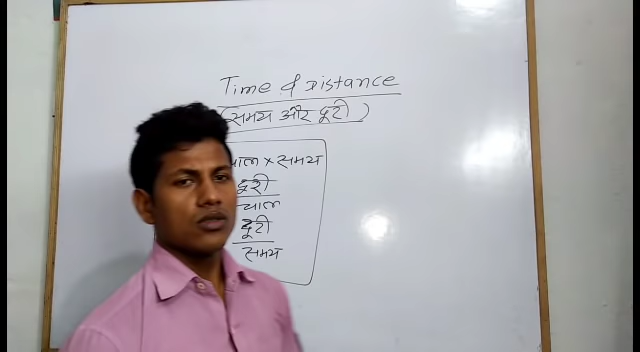 Time & Distance
(समय और दूरी)
× समय
दूरी
चाल
दूरी
समय